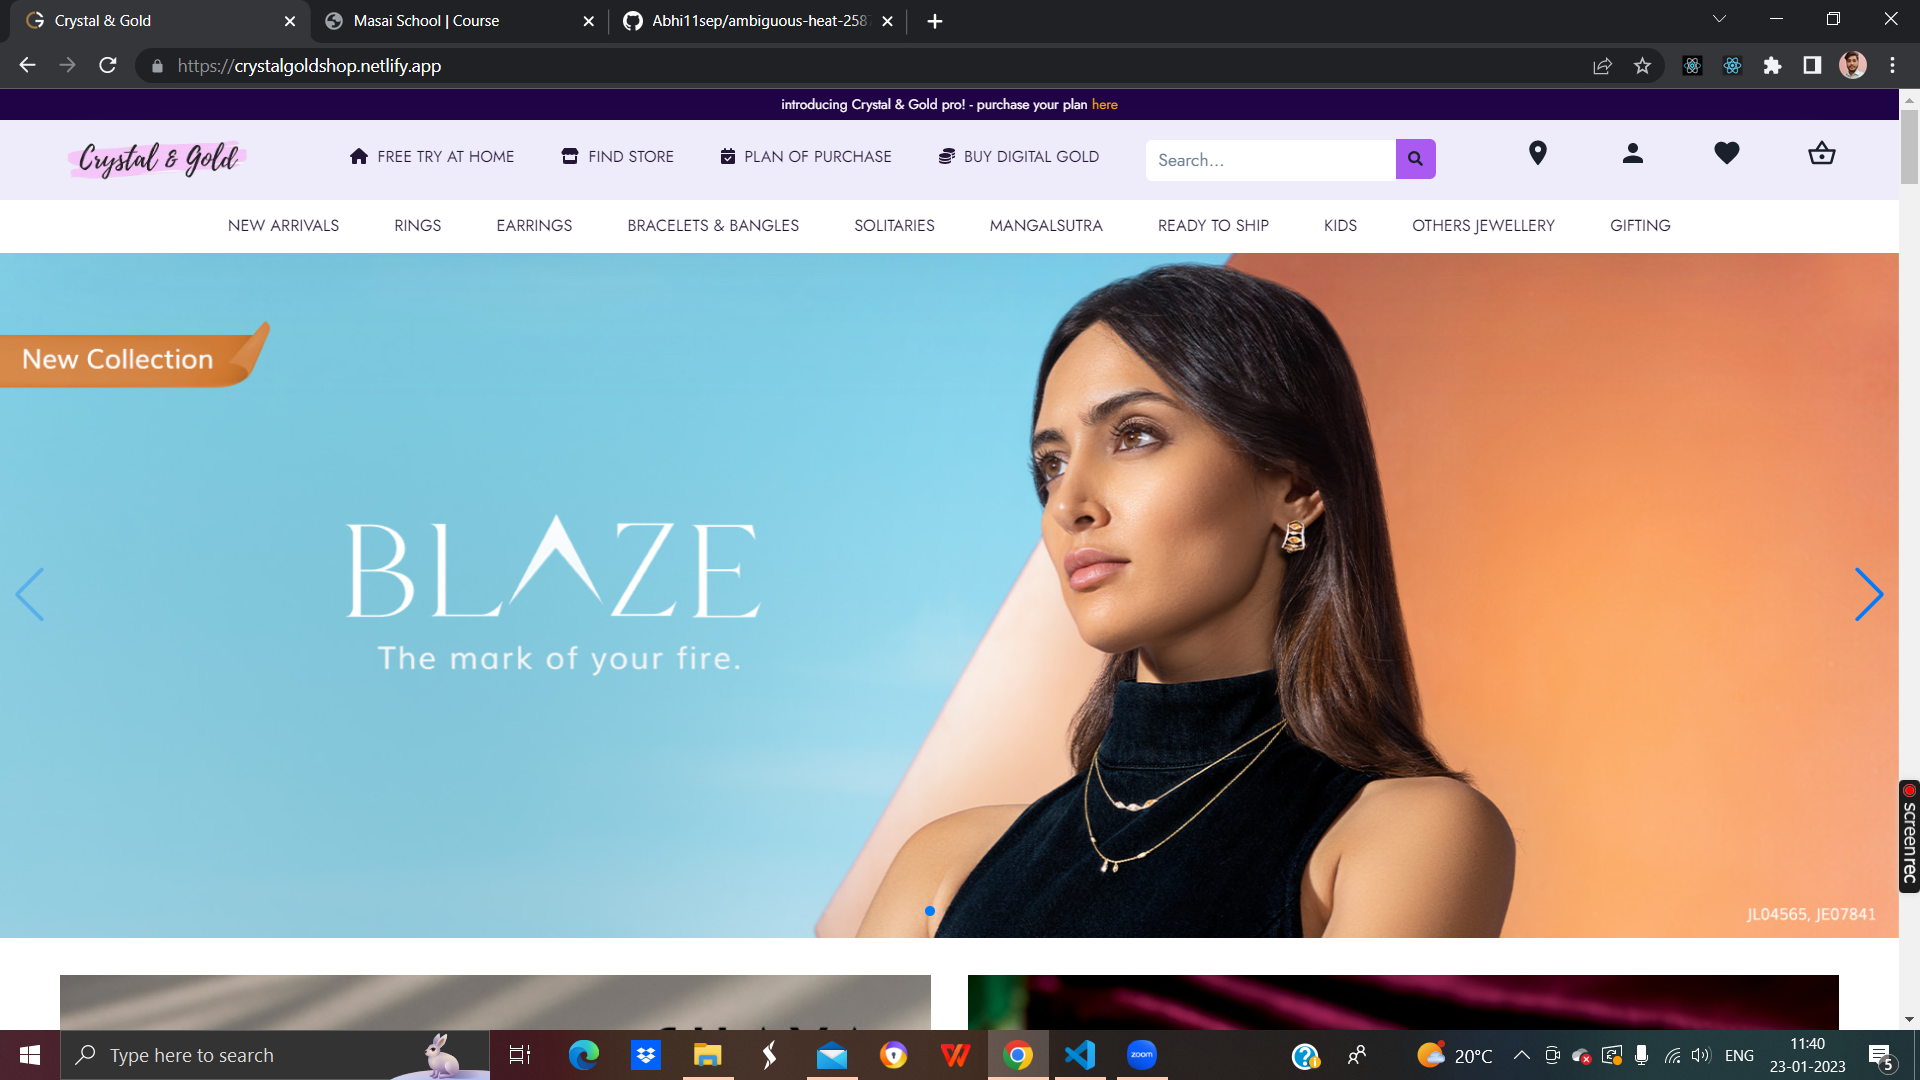 Crystal & Gold
Masai School | Course
Abhi11sep/ambiguous-heat-258
https://crystalgoldshop.netlify.app
introducing Crystal & Gold pro! - purchase your plan here
Crystal & Gold
FREE TRY AT HOME
FIND STORE
PLAN OF PURCHASE
BUY DIGITAL GOLD
Search...
NEW ARRIVALS
RINGS
EARRINGS
BRACELETS & BANGLES
SOLITARIES
MANGALSUTRA
READY TO SHIP
KIDS
OTHERS JEWELLERY
GIFTING
New Collection
BLAZE
The mark of your fire.
JL04565, JE07841
screenrec
Type here to search
zoom
20°C
ENG
11:40
23-01-2023
5